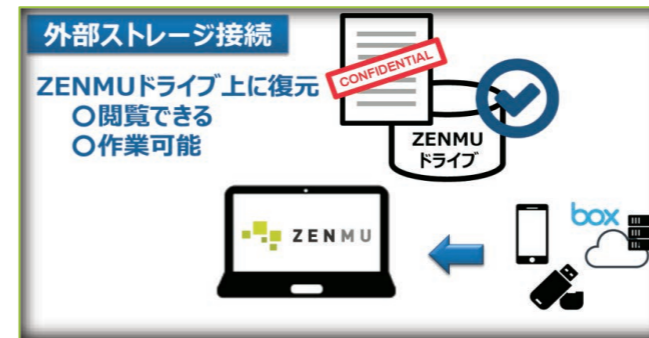 外部ストレージ接続
ZENMUドライブ上に復元
〇閲覧できる
〇作業可能
CONFIDENTIAL
ZENMU
ドライブ
ZENMU
box